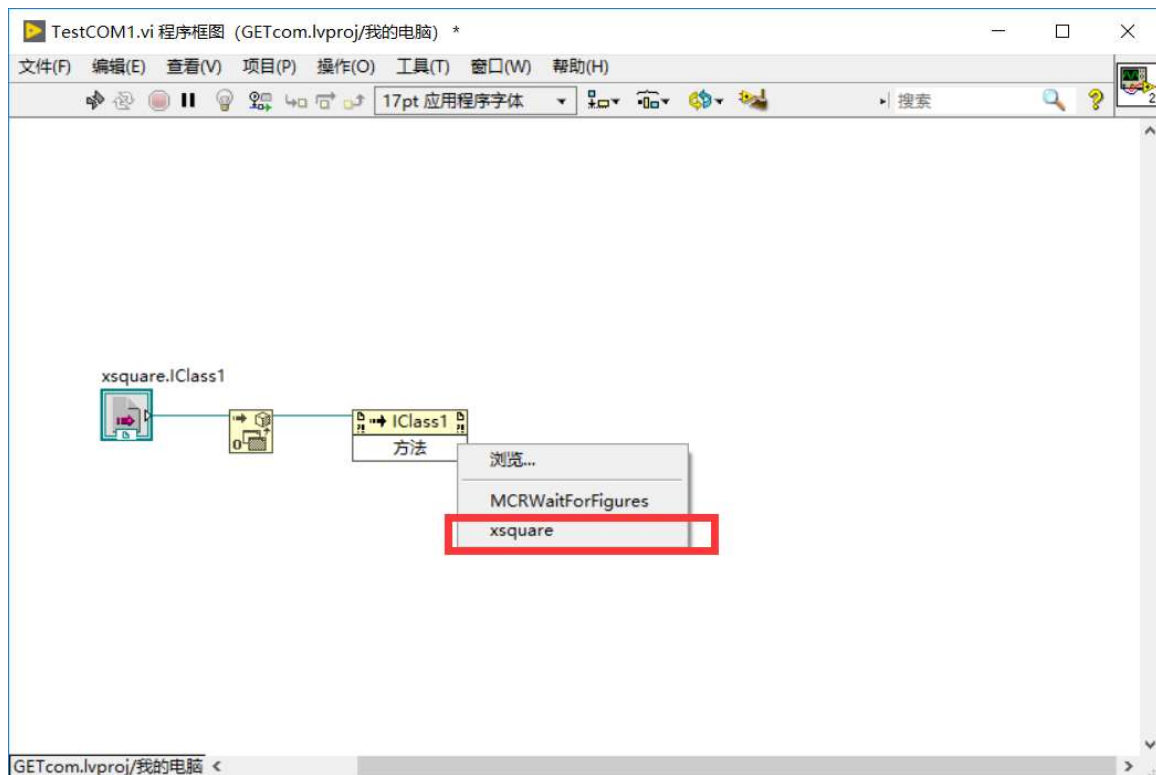 TestCOM1.vi 程序框图 (GETcom.lvproj/我的电脑) *
文件(F) 编辑(E) 查看(V) 项目(P) 操作(O) 工具(T) 窗口(W) 帮助(H)
17pt 应用程序字体 搜索 ?
2
xsquare.IClass1
IClass1
方法
浏览...
MCRWaitForFigures
xsquare
GETcom.lvproj/我的电脑